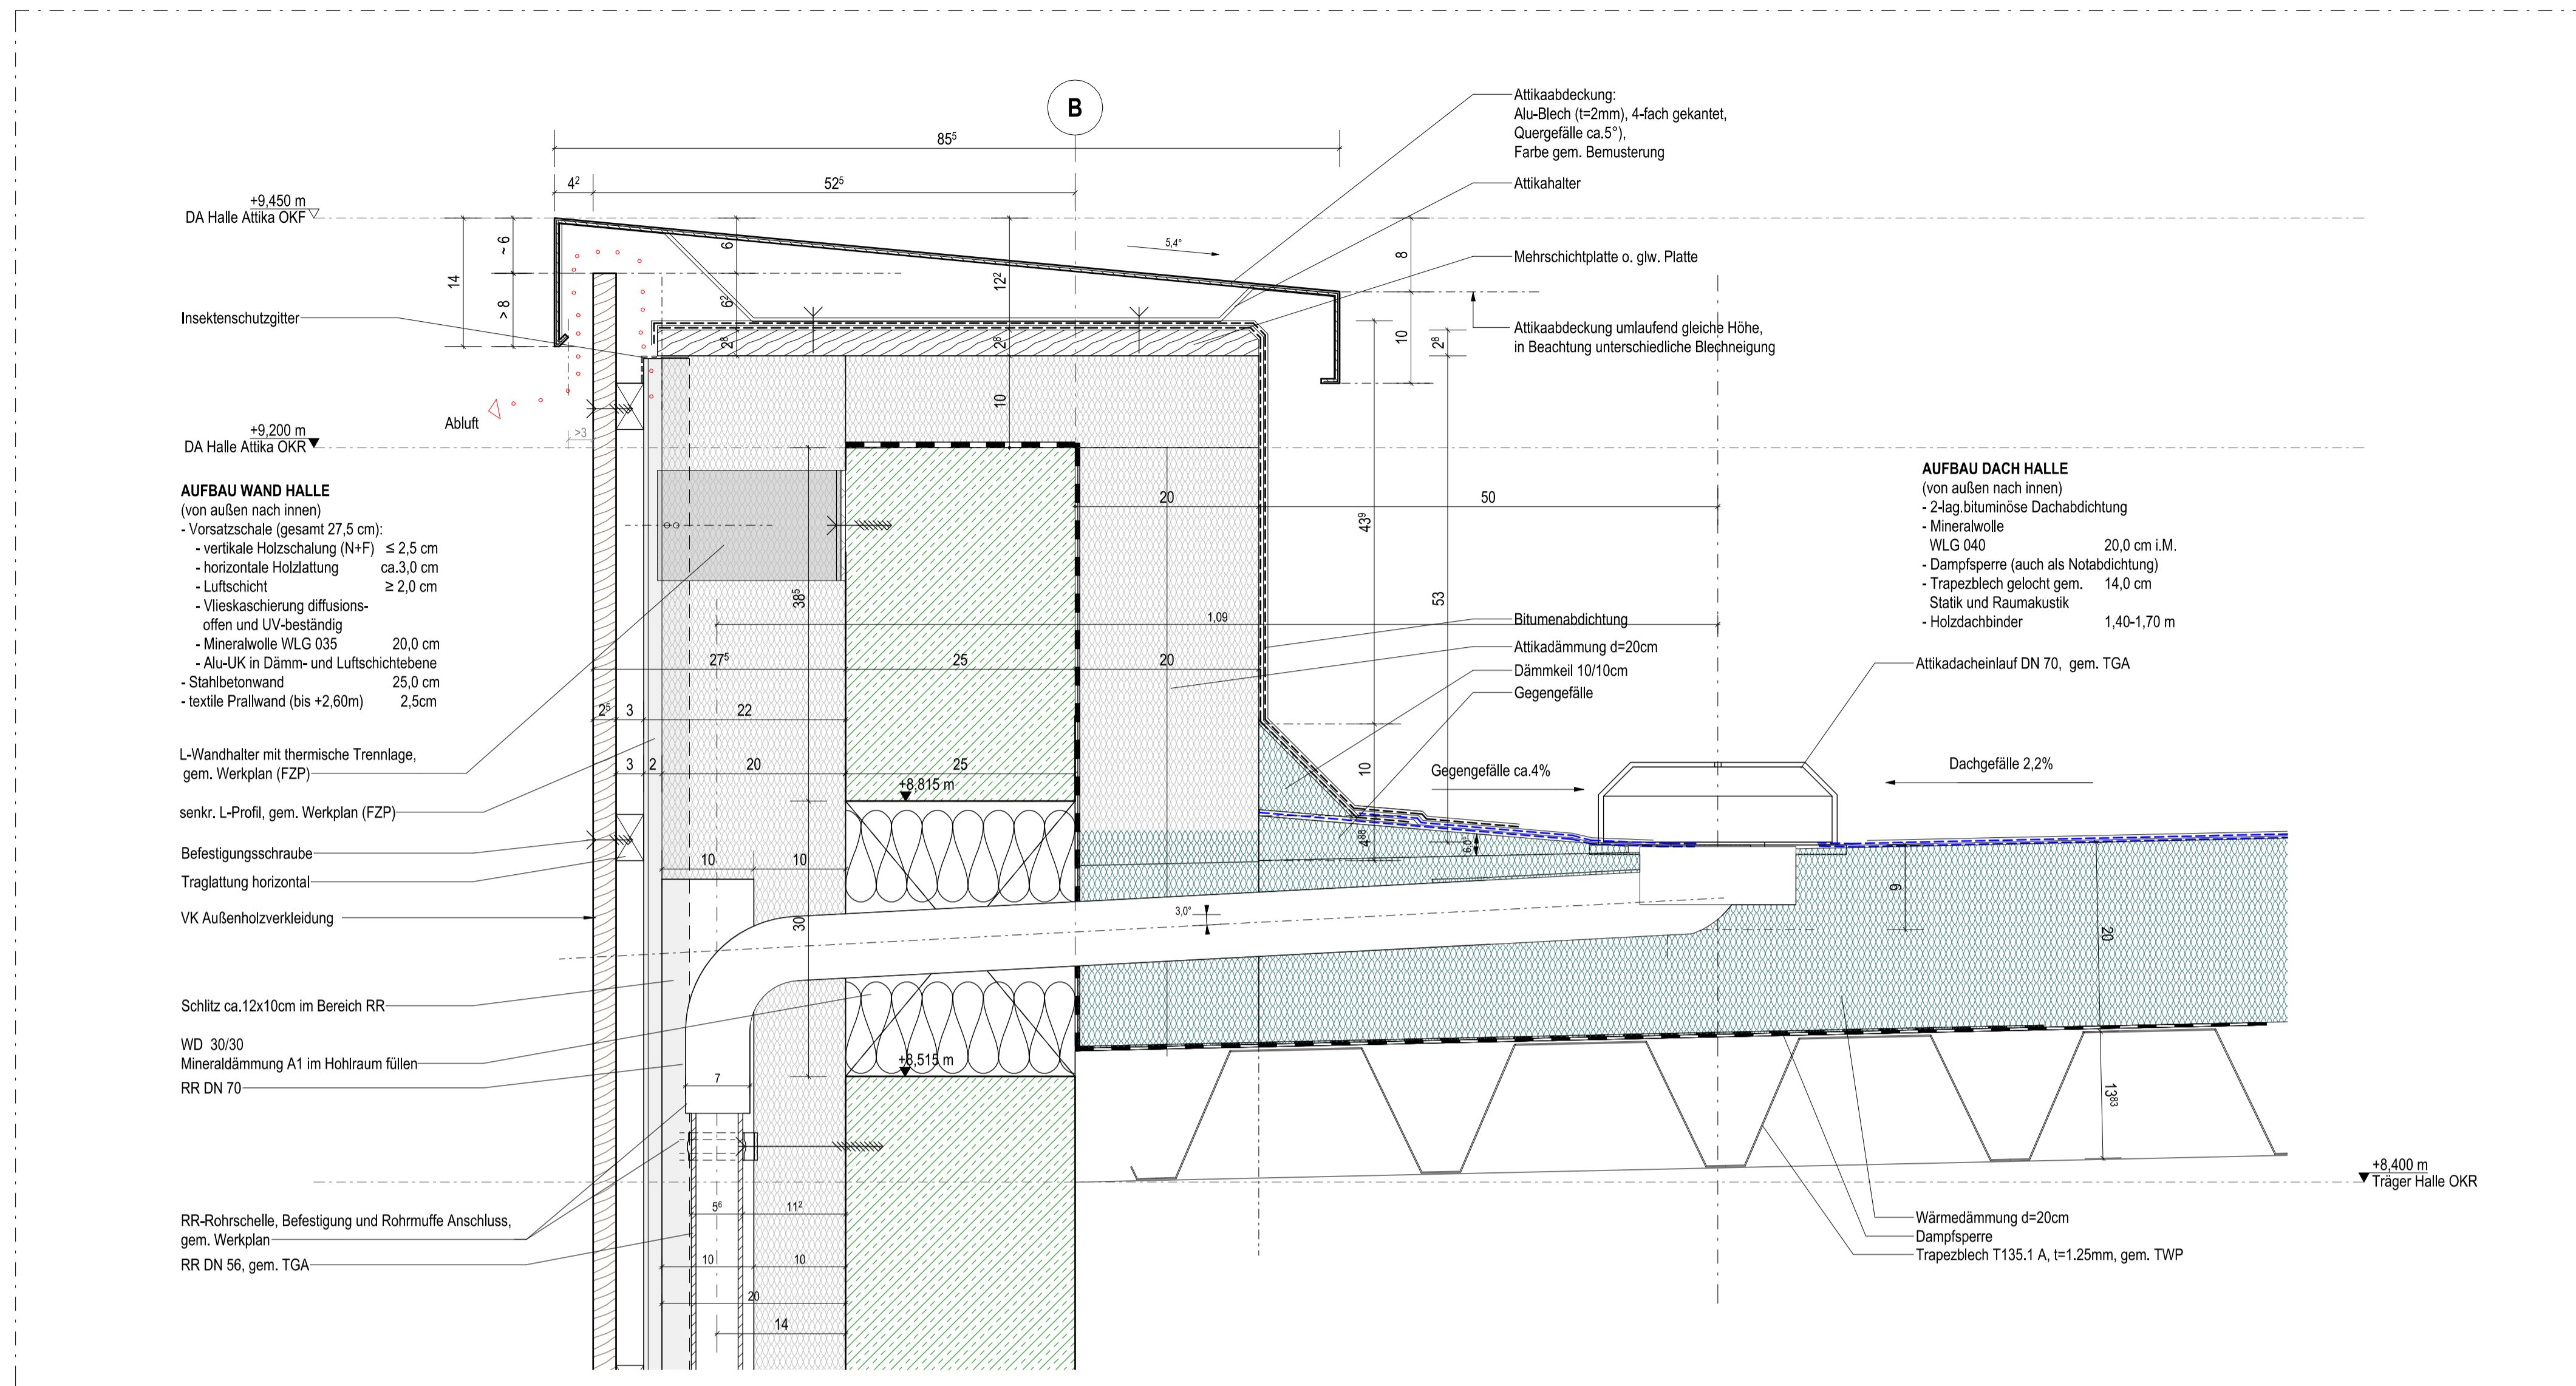 B
85⁵
4²
52⁵
+9,450 m
DA Halle Attika OKF
14
~ 6
> 8
6
6²
2⁸
12²
2⁸
10
5,4°
8
10
2⁸
Attikaabdeckung:
Alu-Blech (t=2mm), 4-fach gekantet,
Quergefälle ca.5°),
Farbe gem. Bemusterung
Attikahalter
Mehrschichtplatte o. glw. Platte
Attikaabdeckung umlaufend gleiche Höhe,
in Beachtung unterschiedliche Blechneigung
Insektenschutzgitter
Abluft
>3
+9,200 m
DA Halle Attika OKR
AUFBAU WAND HALLE
(von außen nach innen)
- Vorsatzschale (gesamt 27,5 cm):
- vertikale Holzschalung (N+F) ≤ 2,5 cm
- horizontale Holzlattung ca.3,0 cm
- Luftschicht ≥ 2,0 cm
- Vlieskaschierung diffusions-
offen und UV-beständig
- Mineralwolle WLG 035 20,0 cm
- Alu-UK in Dämm- und Luftschichtebene
- Stahlbetonwand 25,0 cm
- textile Prallwand (bis +2,60m) 2,5cm
L-Wandhalter mit thermische Trennlage,
gem. Werkplan (FZP)
senkr. L-Profil, gem. Werkplan (FZP)
Befestigungsschraube
Traglattung horizontal
VK Außenholzverkleidung
Schlitz ca.12x10cm im Bereich RR
WD 30/30
Mineraldämmung A1 im Hohlraum füllen
RR DN 70
RR-Rohrschelle, Befestigung und Rohrmuffe Anschluss,
gem. Werkplan
RR DN 56, gem. TGA
38⁵
20
50
43⁹
53
1,09
27⁵
25
20
2⁵
3
22
3
2
20
25
+8,815 m
10
10
30
3,0°
+8,515 m
7
5⁶
11²
10
10
20
14
10
4⁸⁸
6,0⁵
9
20
13⁸³
Bitumenabdichtung
Attikadämmung d=20cm
Dämmkeil 10/10cm
Gegengefälle
Gegengefälle ca.4%
AUFBAU DACH HALLE
(von außen nach innen)
- 2-lag.bituminöse Dachabdichtung
- Mineralwolle
WLG 040 20,0 cm i.M.
- Dampfsperre (auch als Notabdichtung)
- Trapezblech gelocht gem. 14,0 cm
Statik und Raumakustik
- Holzdachbinder 1,40-1,70 m
Attikadacheinlauf DN 70, gem. TGA
Dachgefälle 2,2%
+8,400 m
Träger Halle OKR
Wärmedämmung d=20cm
Dampfsperre
Trapezblech T135.1 A, t=1.25mm, gem. TWP